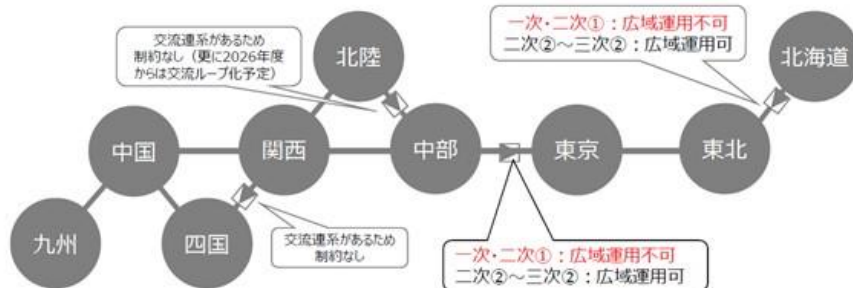 交流連系があるため
制約なし（更に2026年度
からは交流ループ化予定）
北陸
一次・二次①：広域運用不可
二次②～三次②：広域運用可
北海道
中国
関西
中部
東京
東北
九州
四国
交流連系があるため
制約なし
一次・二次①：広域運用不可
二次②～三次②：広域運用可